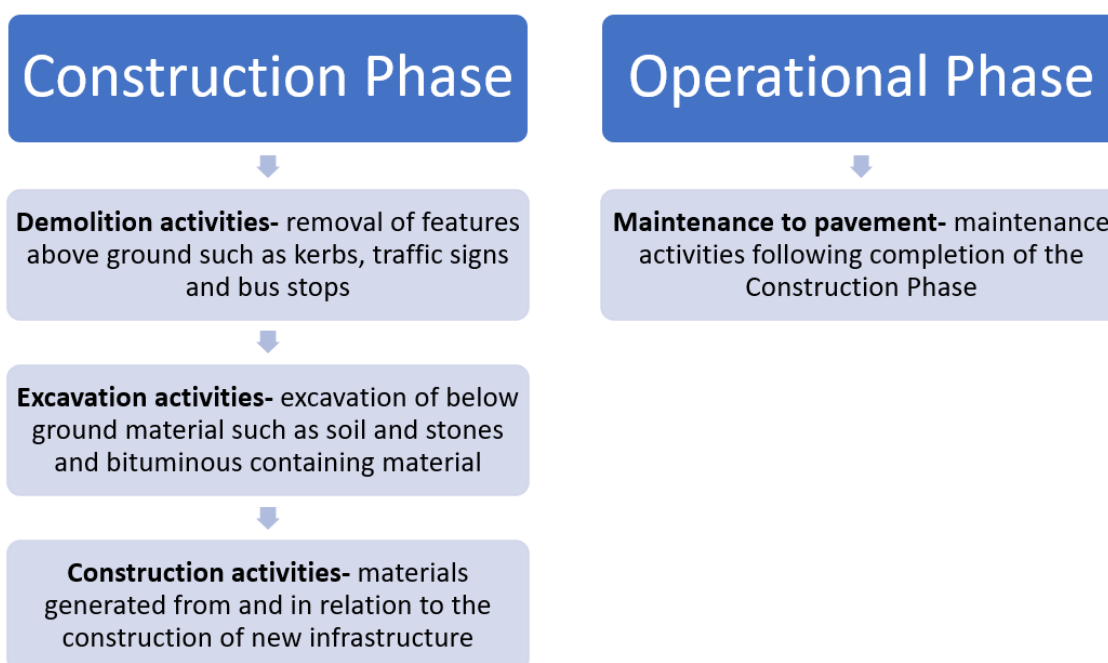 Construction Phase
Demolition activities- removal of features
above ground such as kerbs, traffic signs
and bus stops
Excavation activities- excavation of below
ground material such as soil and stones
and bituminous containing material
Construction activities- materials
generated from and in relation to the
construction of new infrastructure
Operational Phase
Maintenance to pavement- maintenance
activities following completion of the
Construction Phase